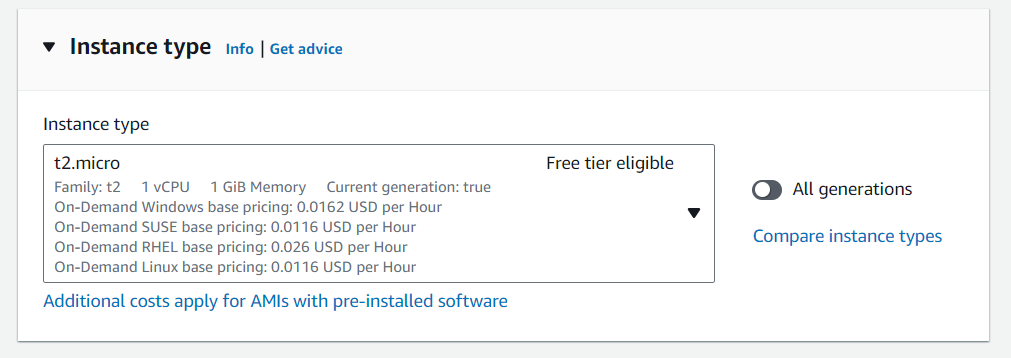 Instance type Info | Get advice
Instance type
t2.micro Free tier eligible
Family: t2 1 vCPU 1 GiB Memory Current generation: true
On-Demand Windows base pricing: 0.0162 USD per Hour
On-Demand SUSE base pricing: 0.0116 USD per Hour
On-Demand RHEL base pricing: 0.026 USD per Hour
On-Demand Linux base pricing: 0.0116 USD per Hour
All generations
Compare instance types
Additional costs apply for AMIs with pre-installed software